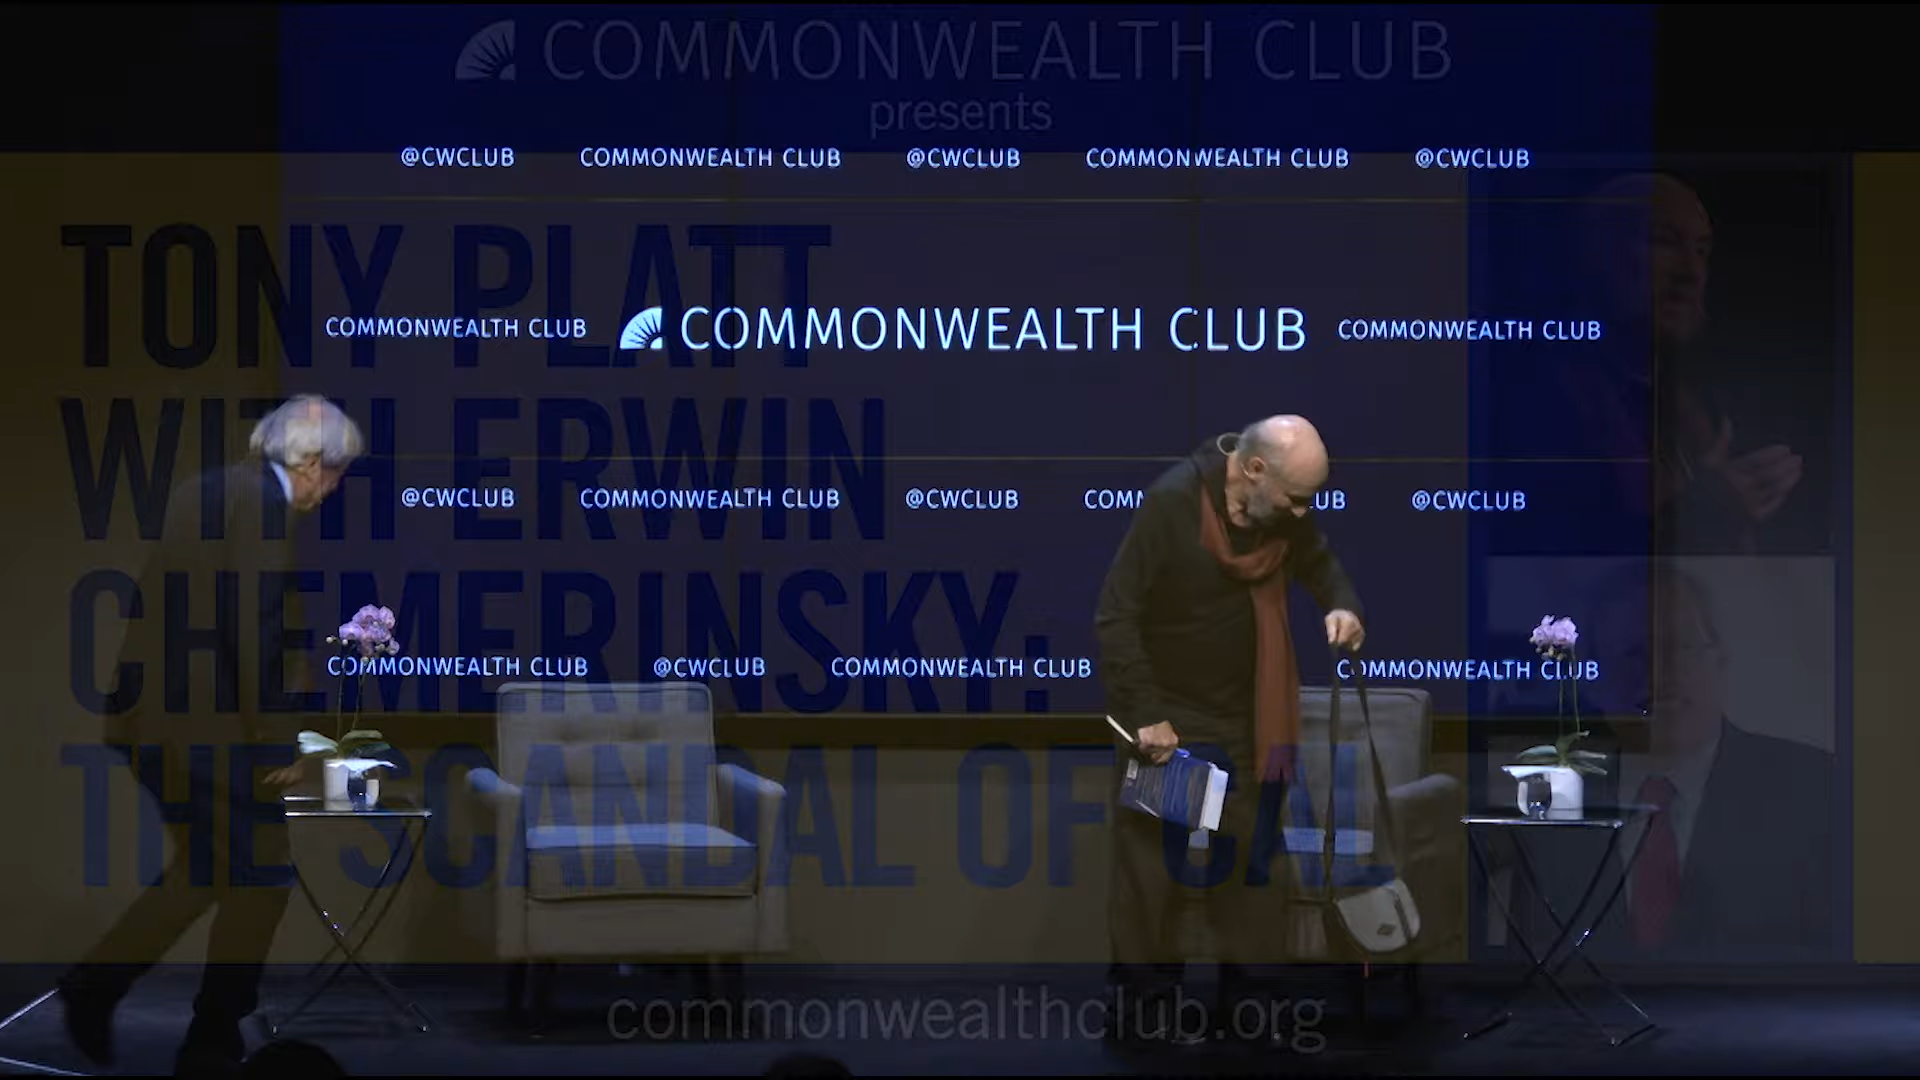 COMMONWEALTH CLUB
presents
@CWCLUB COMMONWEALTH CLUB @CWCLUB COMMONWEALTH CLUB @CWCLUB
TONY PLATT
COMMONWEALTH CLUB COMMONWEALTH CLUB COMMONWEALTH CLUB
WITH ERWIN
@CWCLUB COMMONWEALTH CLUB @CWCLUB COMM UB @CWCLUB
CHEMERINSKY:
COMMONWEALTH CLUB @CWCLUB COMMONWEALTH CLUB COMMONWEALTH CLUB
THE SCANDAL OF CAL
commonwealthclub.org